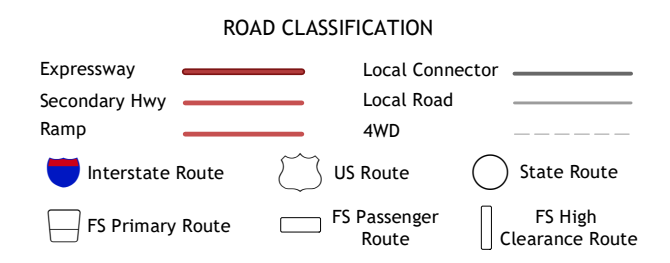 ROAD CLASSIFICATION
Expressway
Local Connector
Secondary Hwy
Local Road
Ramp
4WD
Interstate Route
US Route
State Route
FS Primary Route
FS Passenger
Route
FS High
Clearance Route